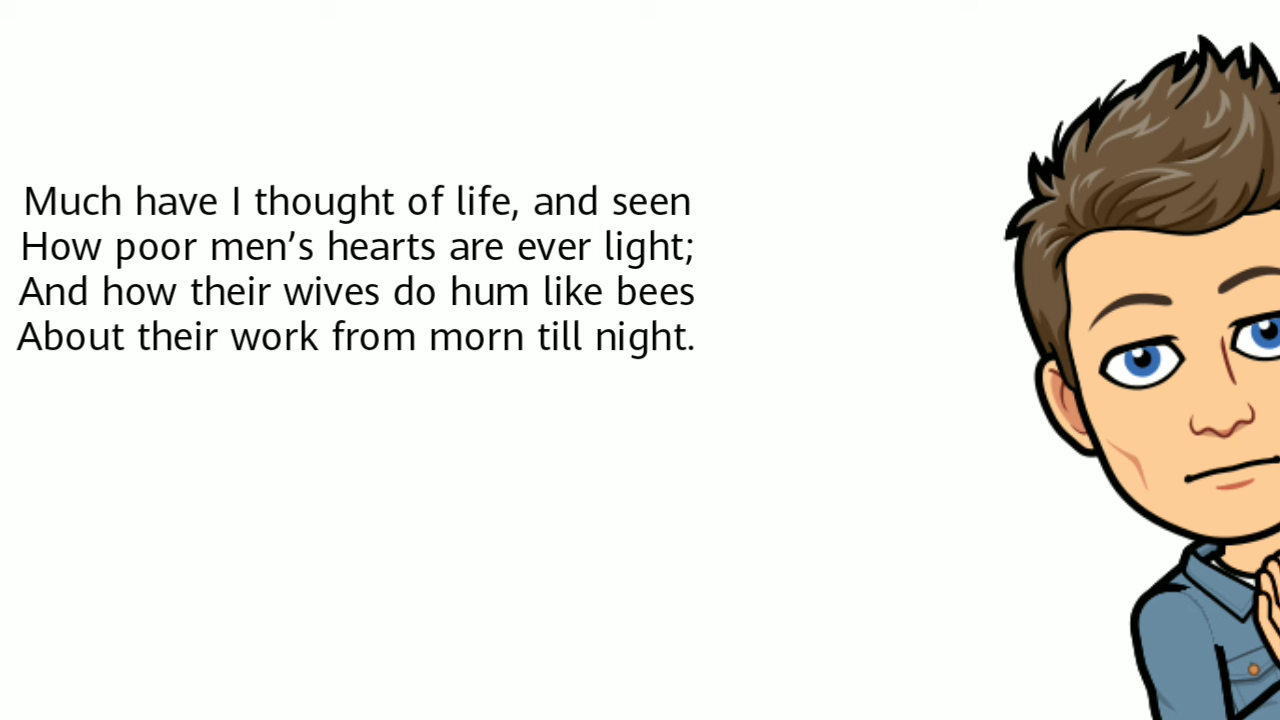 Much have I thought of life, and seen
How poor men’s hearts are ever light;
And how their wives do hum like bees
About their work from morn till night.